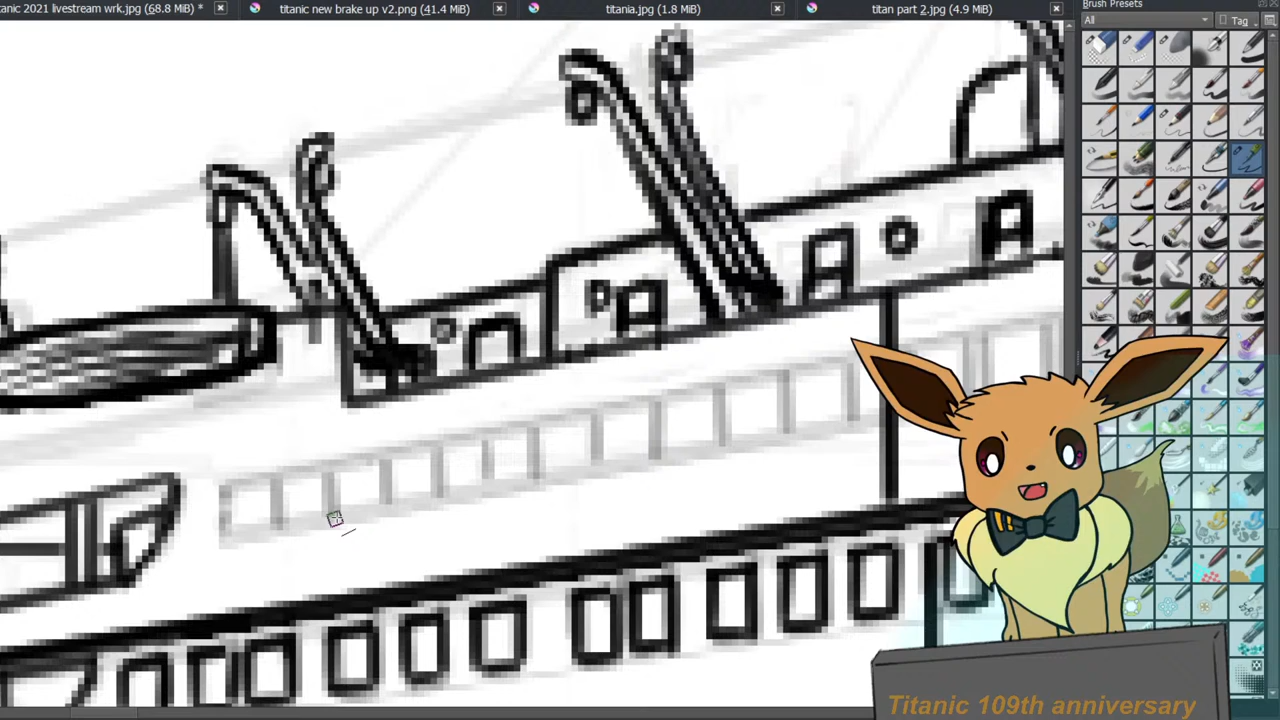 anic 2021 livestream wrk.jpg (68.8 MiB) *
titanic new brake up v2.png (41.4 MiB)
titania.jpg (1.8 MiB)
titan part 2.jpg (4.9 MiB)
Brush Presets
All
Tag
Titanic 109th anniversary